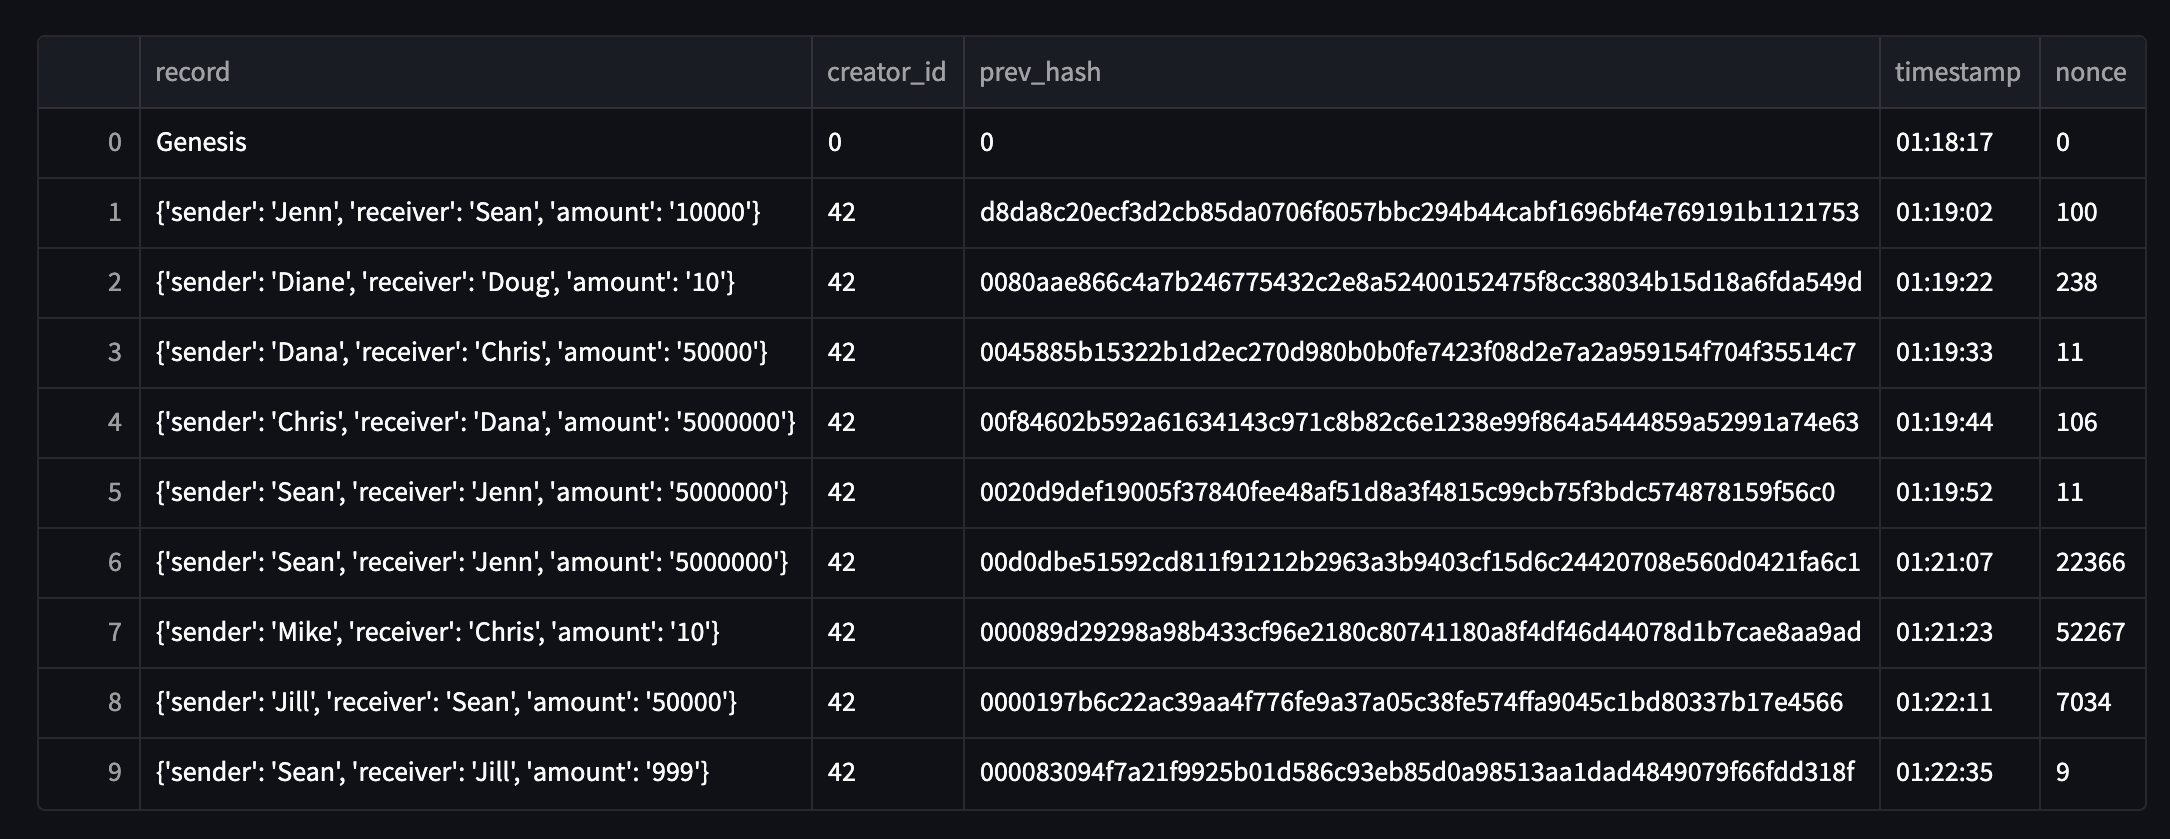 record creator_id prev_hash timestamp nonce
0 Genesis 0 0 01:18:17 0
1 {'sender': 'Jenn', 'receiver': 'Sean', 'amount': '10000'} 42 d8da8c20ecf3d2cb85da0706f6057bbc294b44cabf1696bf4e769191b1121753 01:19:02 100
2 {'sender': 'Diane', 'receiver': 'Doug', 'amount': '10'} 42 0080aae866c4a7b246775432c2e8a52400152475f8cc38034b15d18a6fda549d 01:19:22 238
3 {'sender': 'Dana', 'receiver': 'Chris', 'amount': '50000'} 42 0045885b15322b1d2ec270d980b0b0fe7423f08d2e7a2a959154f704f35514c7 01:19:33 11
4 {'sender': 'Chris', 'receiver': 'Dana', 'amount': '5000000'} 42 00f84602b592a61634143c971c8b82c6e1238e99f864a5444859a52991a74e63 01:19:44 106
5 {'sender': 'Sean', 'receiver': 'Jenn', 'amount': '5000000'} 42 0020d9def19005f37840fee48af51d8a3f4815c99cb75f3bdc574878159f56c0 01:19:52 11
6 {'sender': 'Sean', 'receiver': 'Jenn', 'amount': '5000000'} 42 00d0dbe51592cd811f91212b2963a3b9403cf15d6c24420708e560d0421fa6c1 01:21:07 22366
7 {'sender': 'Mike', 'receiver': 'Chris', 'amount': '10'} 42 000089d29298a98b433cf96e2180c80741180a8f4df46d44078d1b7cae8aa9ad 01:21:23 52267
8 {'sender': 'Jill', 'receiver': 'Sean', 'amount': '50000'} 42 0000197b6c22ac39aa4f776fe9a37a05c38fe574ffa9045c1bd80337b17e4566 01:22:11 7034
9 {'sender': 'Sean', 'receiver': 'Jill', 'amount': '999'} 42 000083094f7a21f9925b01d586c93eb85d0a98513aa1dad4849079f66fdd318f 01:22:35 9